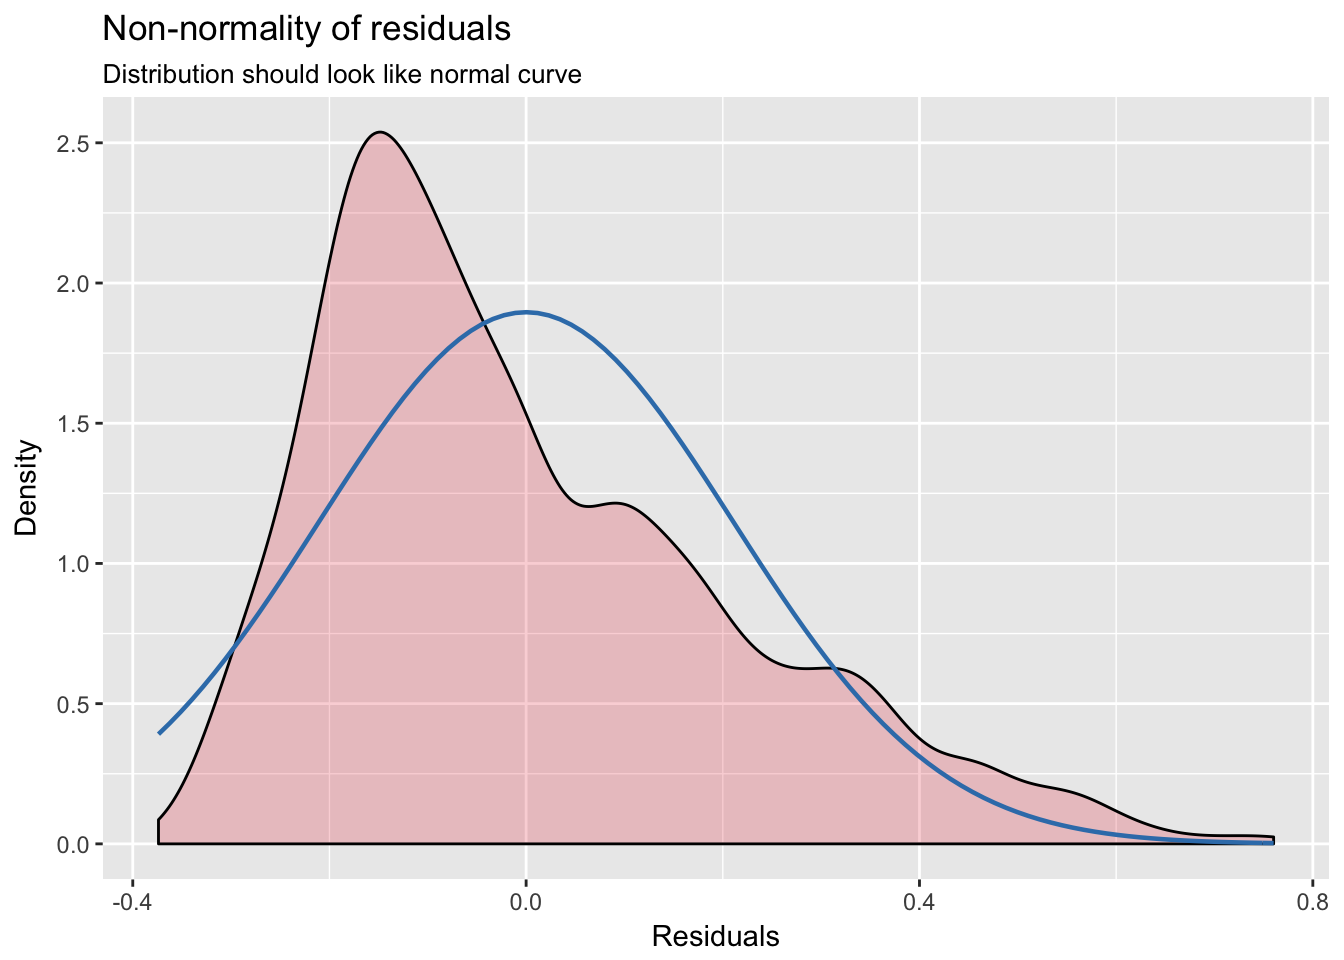 Non-normality of residuals
Distribution should look like normal curve
2.5
2.0
1.5
1.0
0.5
0.0
Density
-0.4
0.0
0.4
0.8
Residuals